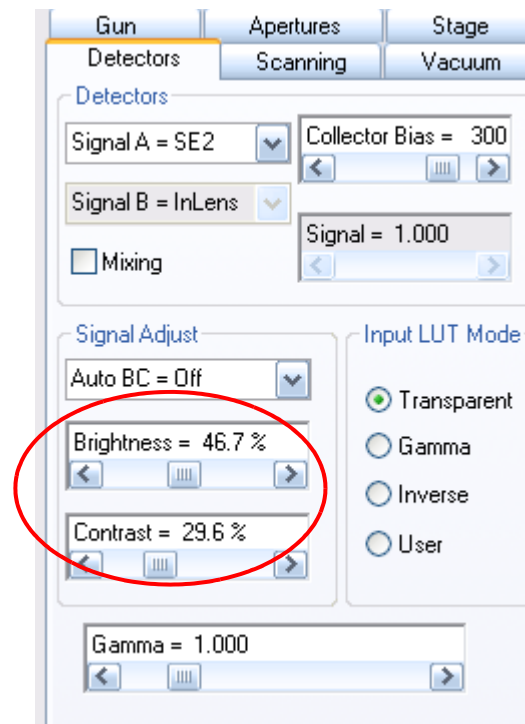 Gun Apertures Stage
Detectors Scanning Vacuum
Detectors
Signal A = SE2
Collector Bias = 300
Signal B = InLens
Signal = 1.000
Mixing
Signal Adjust
Auto BC = Off
Brightness = 46.7 %
Contrast = 29.6 %
Input LUT Mode
Transparent
Gamma
Inverse
User
Gamma = 1.000